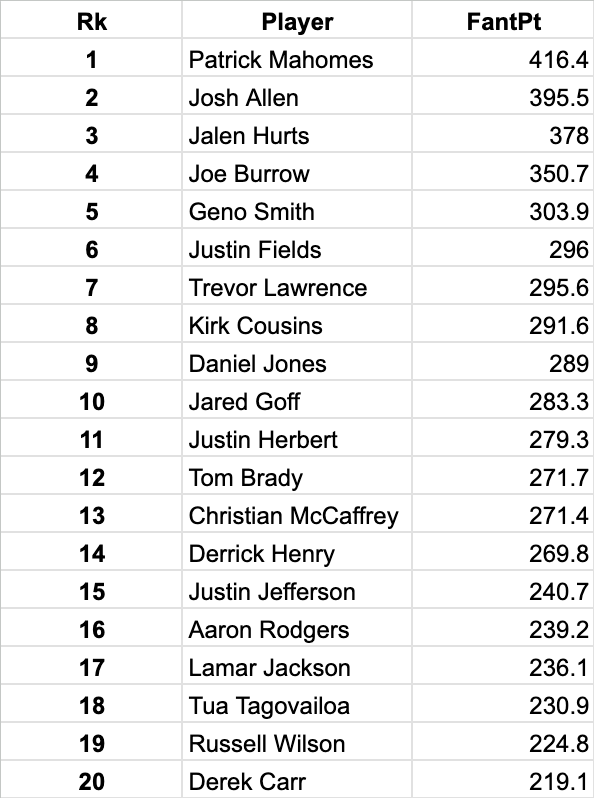 Rk Player FantPt
1 Patrick Mahomes 416.4
2 Josh Allen 395.5
3 Jalen Hurts 378
4 Joe Burrow 350.7
5 Geno Smith 303.9
6 Justin Fields 296
7 Trevor Lawrence 295.6
8 Kirk Cousins 291.6
9 Daniel Jones 289
10 Jared Goff 283.3
11 Justin Herbert 279.3
12 Tom Brady 271.7
13 Christian McCaffrey 271.4
14 Derrick Henry 269.8
15 Justin Jefferson 240.7
16 Aaron Rodgers 239.2
17 Lamar Jackson 236.1
18 Tua Tagovailoa 230.9
19 Russell Wilson 224.8
20 Derek Carr 219.1